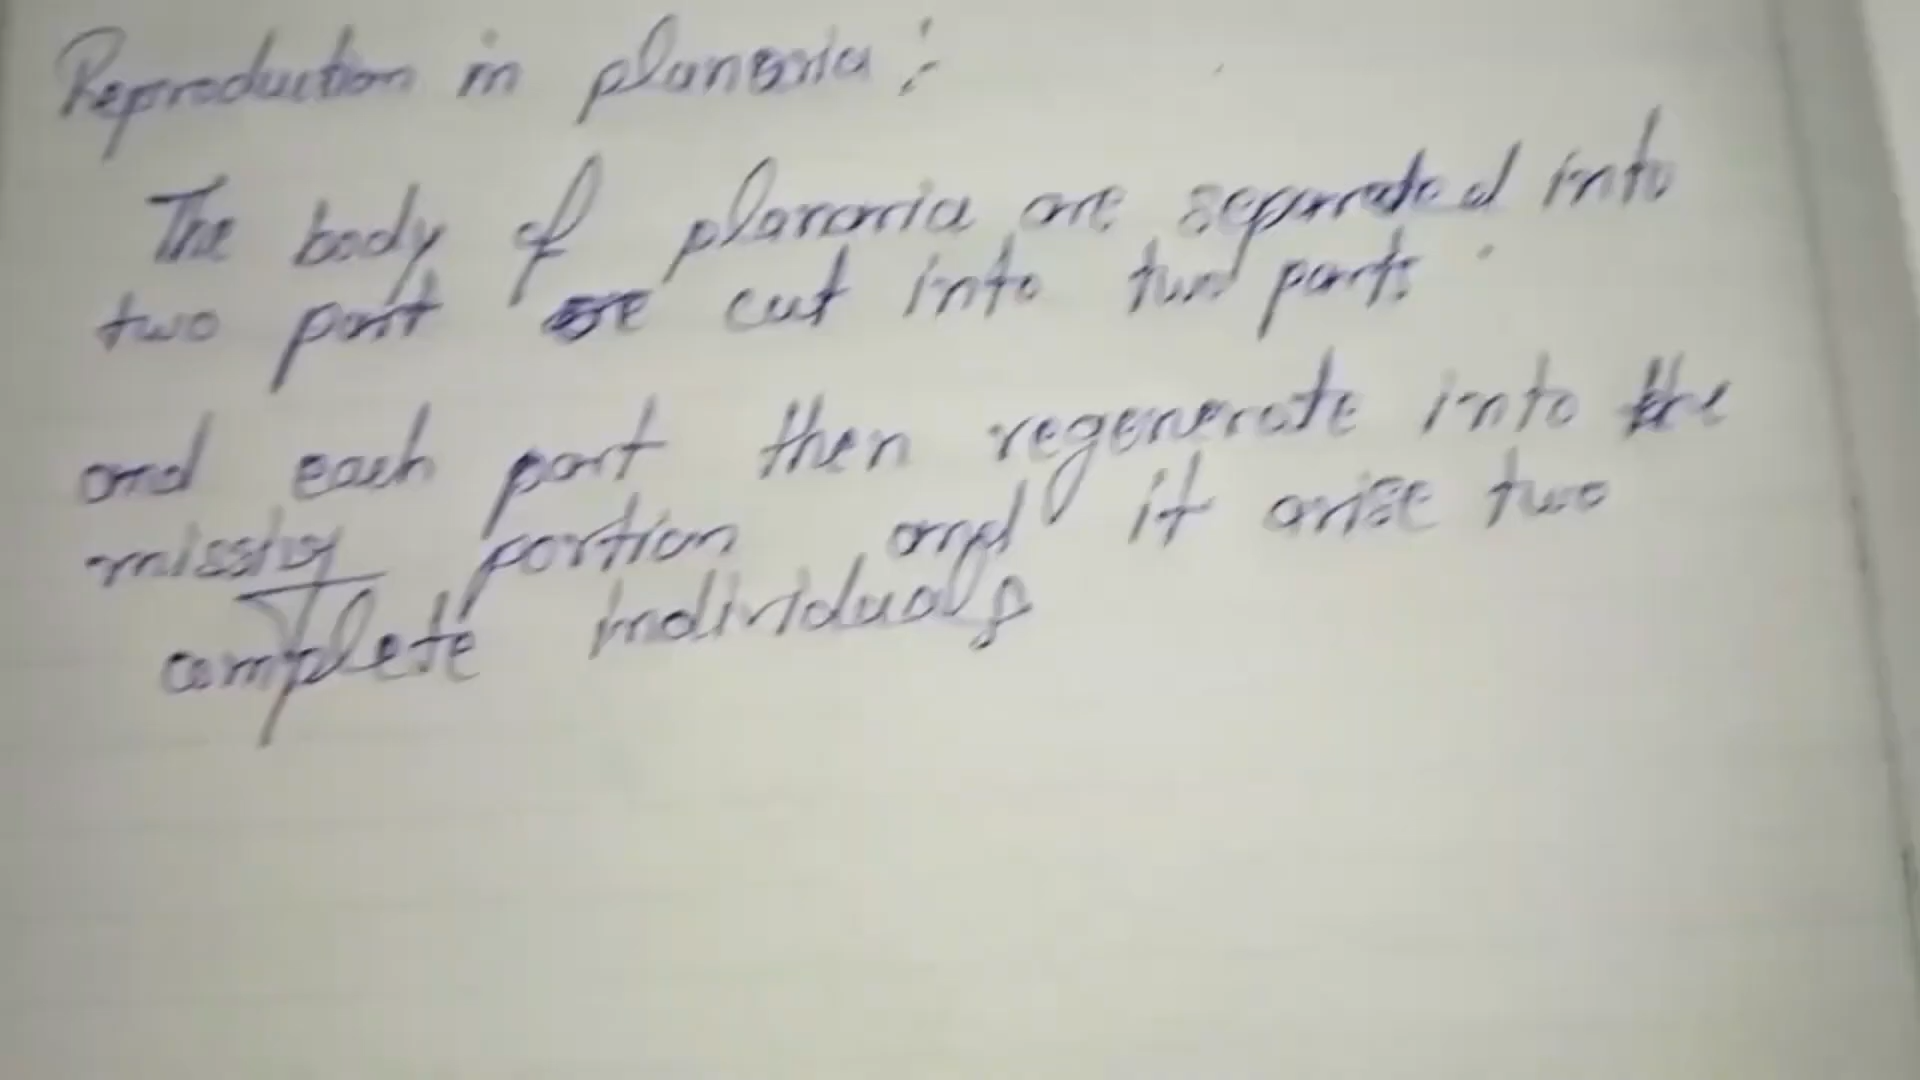 Reproduction in planaria :-
The body of planaria are separated into
two part are cut into two parts
and each part then regenerate into the
missing portion and it arise two
complete individuals